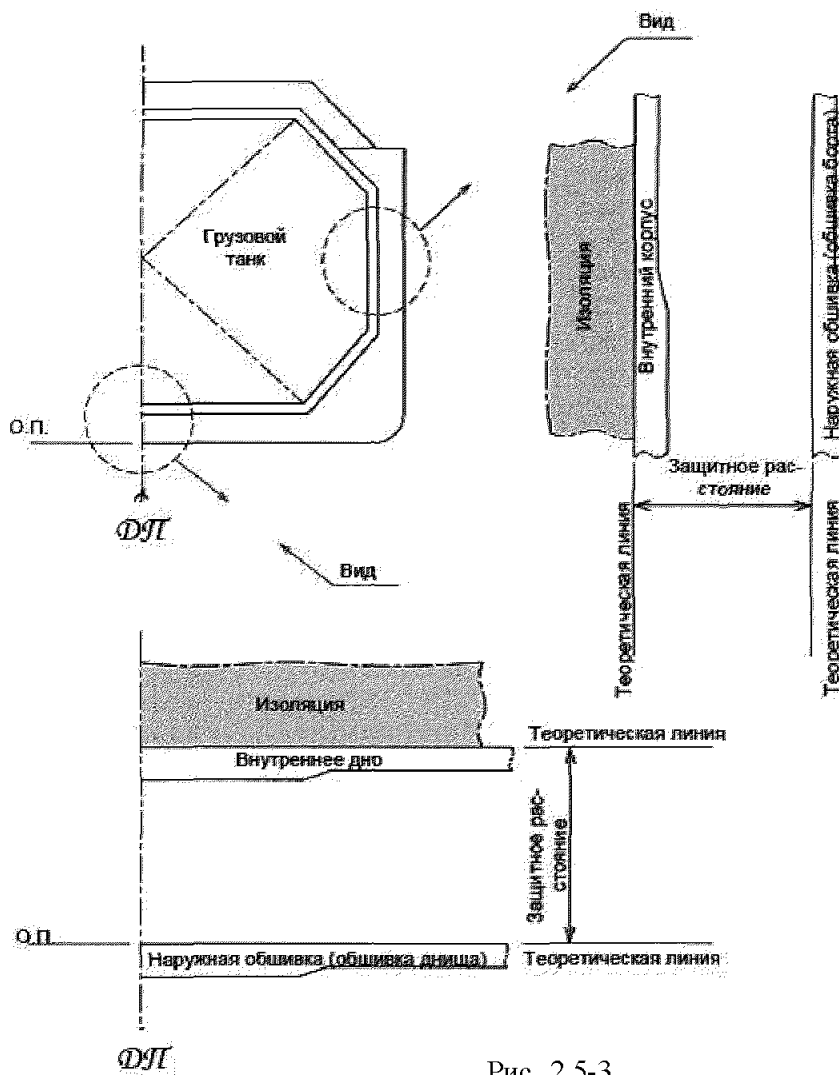 Вид
Грузовой
танк
О.П.
ДП
Изоляция
Внутренний корпус
Наружная обшивка (обшивка борта)
Защитное рас-
стояние
Теоретическая линия
Теоретическая линия
Вид
Изоляция
Внутреннее дно
Теоретическая линия
Защитное рас-
стояние
О.П.
Наружная обшивка (обшивка днища)
Теоретическая линия
ДП
Рис. 2.5-3